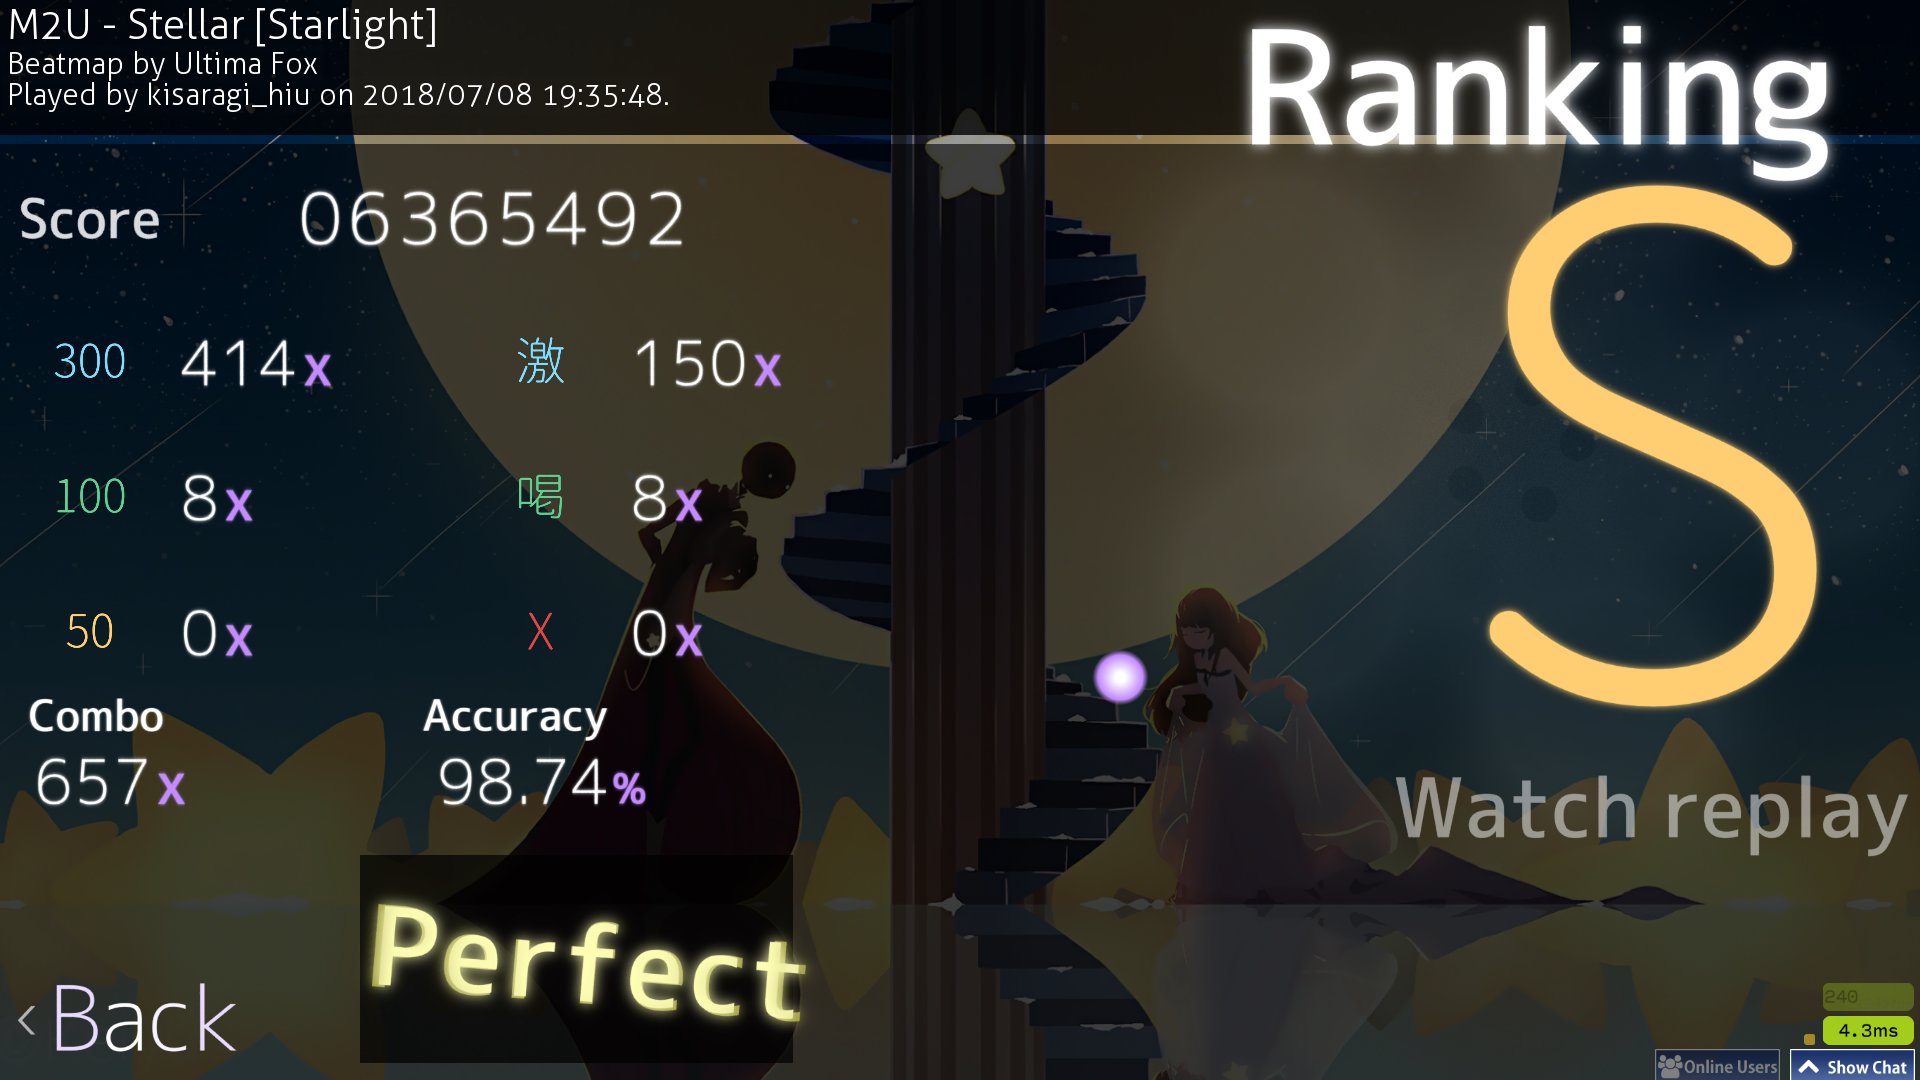 M2U - Stellar [Starlight]
Beatmap by Ultima Fox
Played by kisaragi_hiu on 2018/07/08 19:35:48.
Ranking
Score 06365492
S
300 414x 激 150x
100 8x 喝 8x
50 0x X 0x
Combo Accuracy
657x 98.74%
Watch replay
Perfect
‹ Back
240
4.3ms
Online Users Show Chat